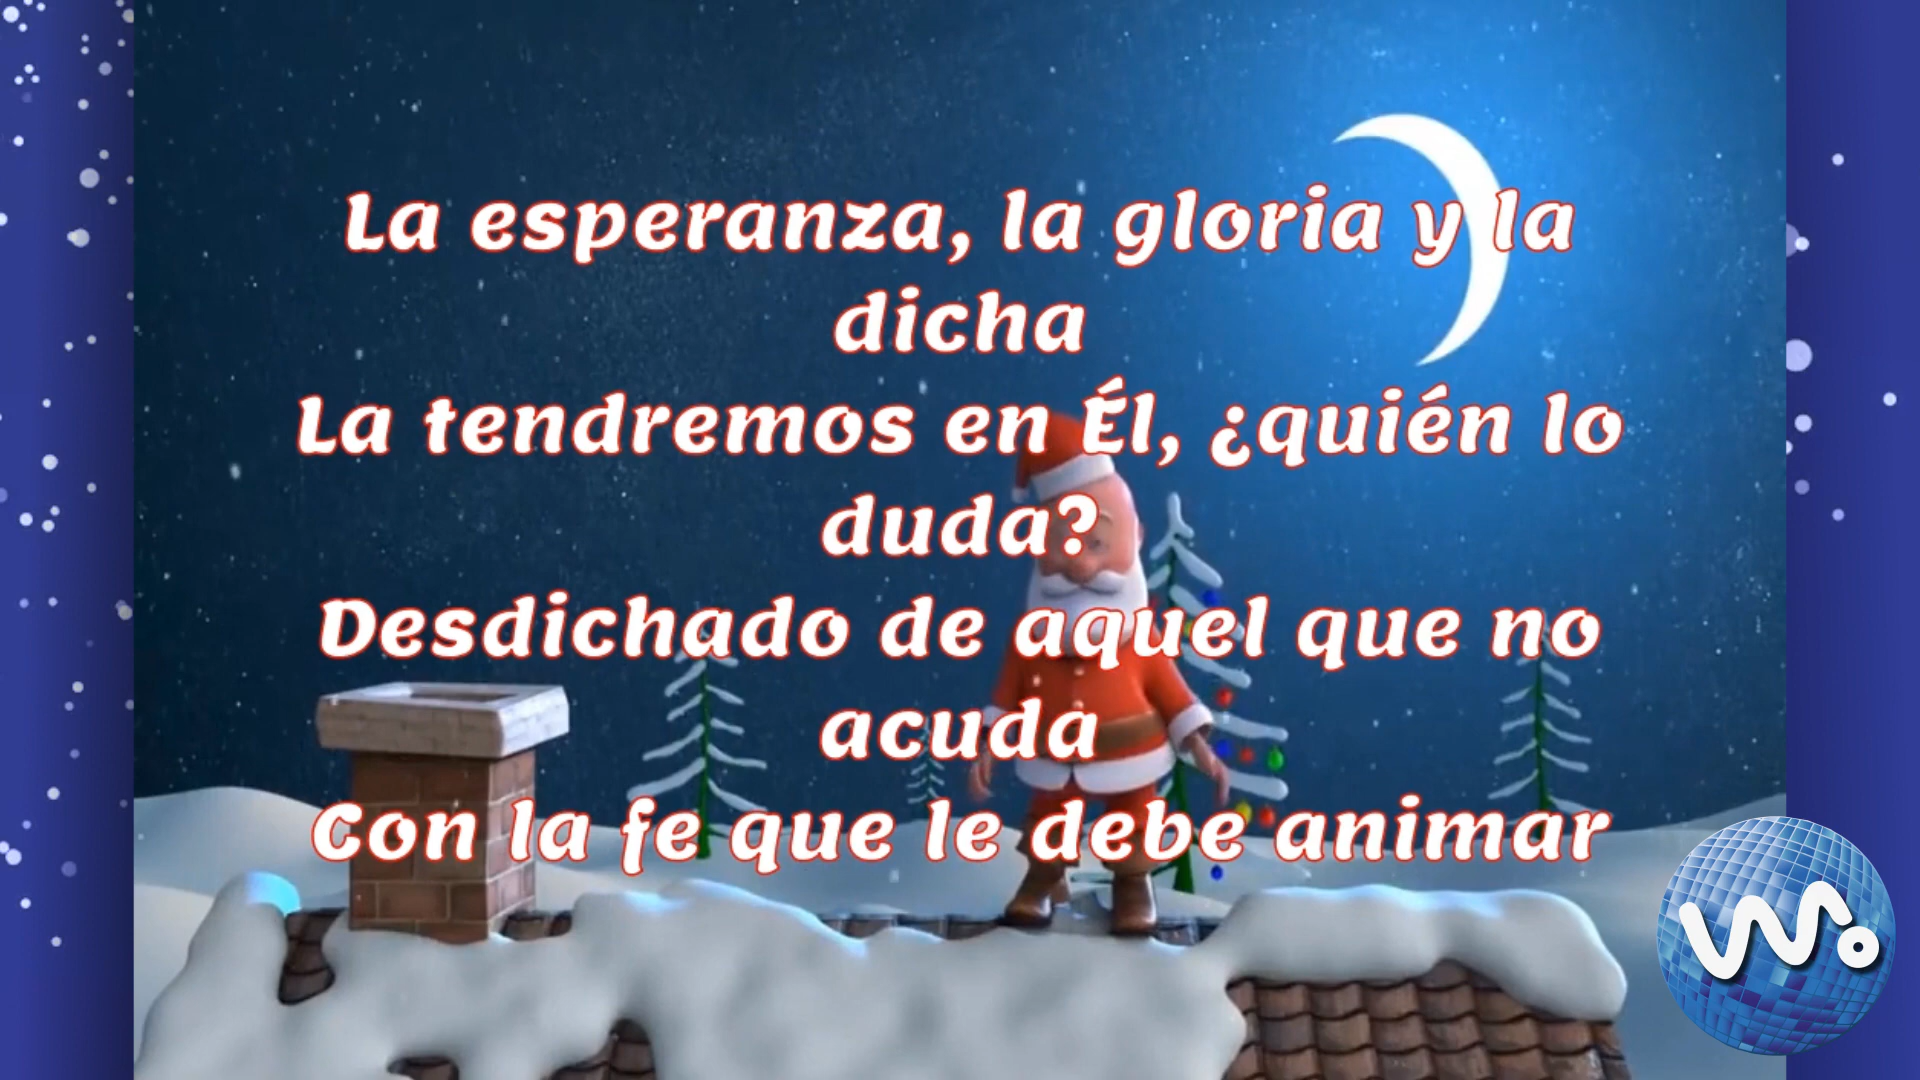 La esperanza, la gloria y la
dicha
La tendremos en Él, ¿quién lo
duda?
Desdichado de aquel que no
acuda
Con la fe que le debe animar